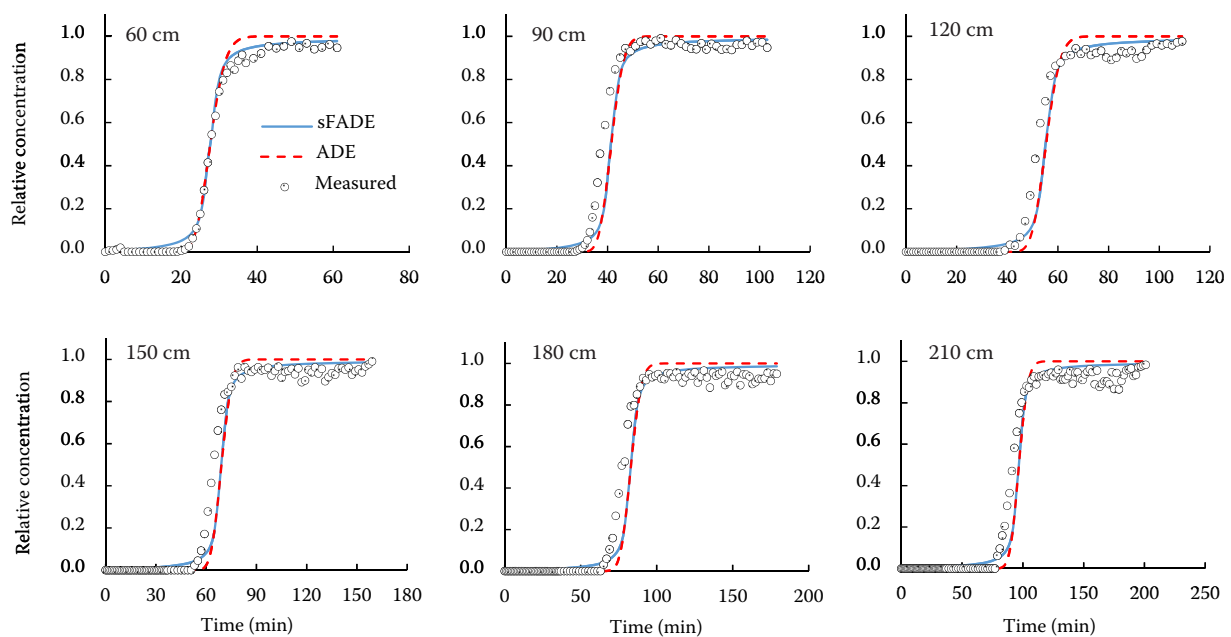 60 cm
90 cm
120 cm
Relative concentration
1.0
0.8
0.6
0.4
0.2
0.0
sFADE
ADE
Measured
0 20 40 60 80
1.0
0.8
0.6
0.4
0.2
0.0
0 20 40 60 80 100 120
1.0
0.8
0.6
0.4
0.2
0.0
0 20 40 60 80 100 120
150 cm
180 cm
210 cm
Relative concentration
1.0
0.8
0.6
0.4
0.2
0.0
0 30 60 90 120 150 180
Time (min)
1.0
0.8
0.6
0.4
0.2
0.0
0 50 100 150 200
Time (min)
1.0
0.8
0.6
0.4
0.2
0.0
0 50 100 150 200 250
Time (min)